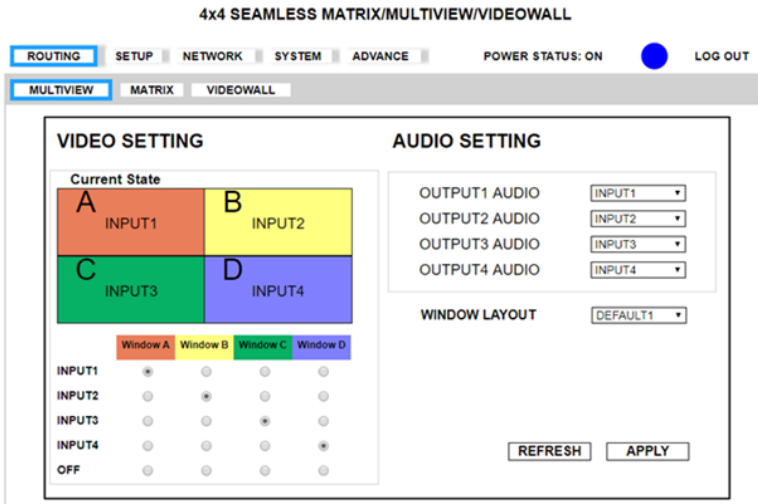 4x4 SEAMLESS MATRIX/MULTIVIEW/VIDEOWALL
ROUTING SETUP NETWORK SYSTEM ADVANCE POWER STATUS: ON LOG OUT
MULTIVIEW MATRIX VIDEOWALL
VIDEO SETTING
Current State
A INPUT1
B INPUT2
C INPUT3
D INPUT4
Window A Window B Window C Window D
INPUT1
INPUT2
INPUT3
INPUT4
OFF
AUDIO SETTING
OUTPUT1 AUDIO INPUT1
OUTPUT2 AUDIO INPUT2
OUTPUT3 AUDIO INPUT3
OUTPUT4 AUDIO INPUT4
WINDOW LAYOUT DEFAULT1
REFRESH APPLY